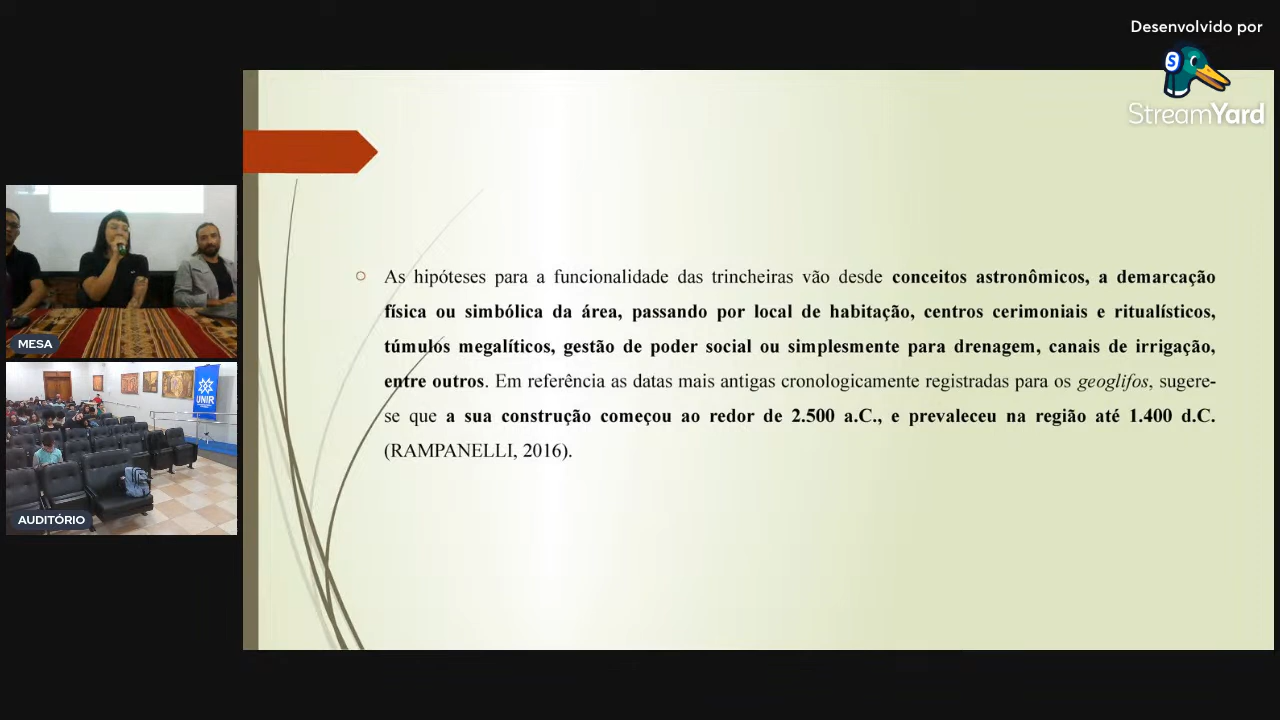 Desenvolvido por
StreamYard
As hipóteses para a funcionalidade das trincheiras vão desde conceitos astronômicos, a demarcação
física ou simbólica da área, passando por local de habitação, centros cerimoniais e ritualísticos,
túmulos megalíticos, gestão de poder social ou simplesmente para drenagem, canais de irrigação,
entre outros. Em referência as datas mais antigas cronologicamente registradas para os geoglifos, sugere-
se que a sua construção começou ao redor de 2.500 a.C., e prevaleceu na região até 1.400 d.C.
(RAMPANELLI, 2016).
MESA
UNIR
AUDITÓRIO